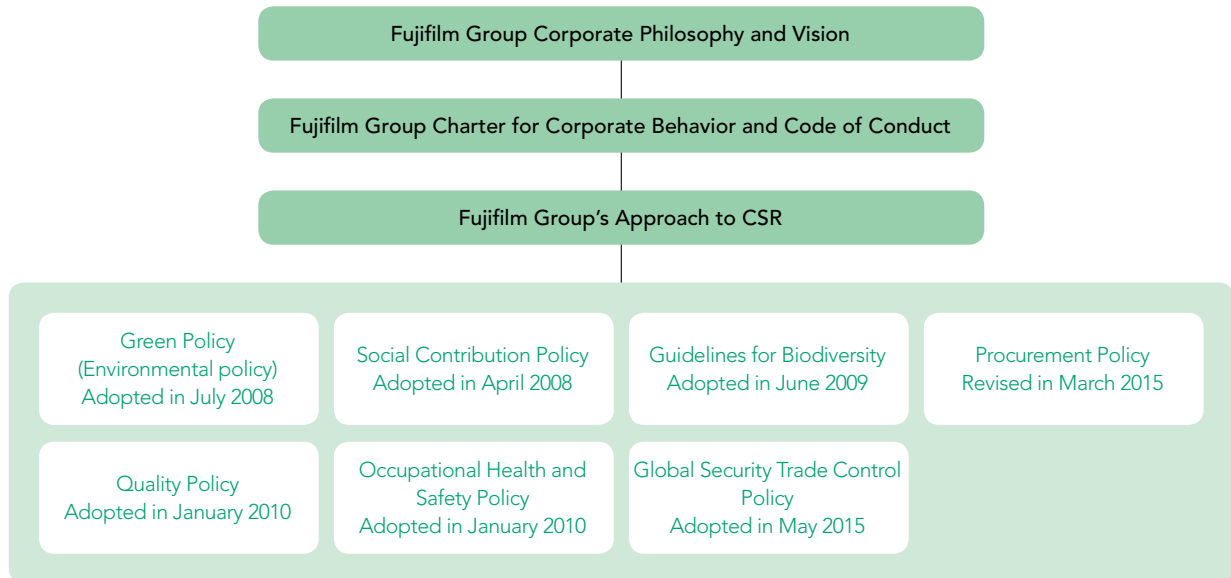 Fujifilm Group Corporate Philosophy and Vision
Fujifilm Group Charter for Corporate Behavior and Code of Conduct
Fujifilm Group's Approach to CSR
Green Policy
(Environmental policy)
Adopted in July 2008
Social Contribution Policy
Adopted in April 2008
Guidelines for Biodiversity
Adopted in June 2009
Procurement Policy
Revised in March 2015
Quality Policy
Adopted in January 2010
Occupational Health and
Safety Policy
Adopted in January 2010
Global Security Trade Control
Policy
Adopted in May 2015